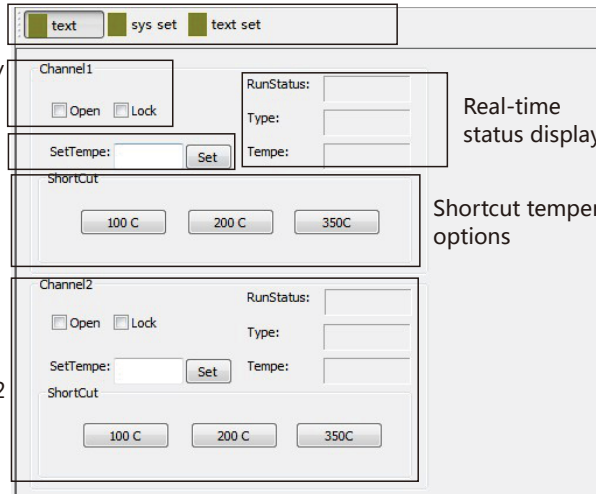 text sys set text set
Channel1
Open Lock
RunStatus:
Type:
SetTempe: Set Tempe:
ShortCut
100 C 200 C 350C
Real-time
status display
Shortcut temper
options
Channel2
RunStatus:
Open Lock
Type:
SetTempe: Set Tempe:
2
ShortCut
100 C 200 C 350C